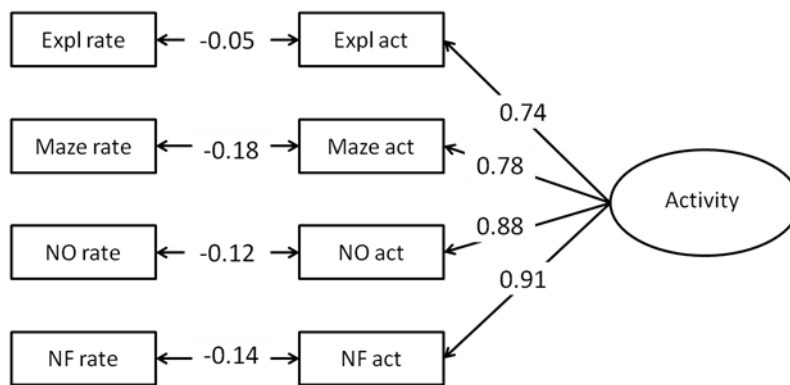 Expl rate
-0.05
Expl act
0.74
Maze rate
-0.18
Maze act
0.78
Activity
NO rate
-0.12
NO act
0.88
0.91
NF rate
-0.14
NF act